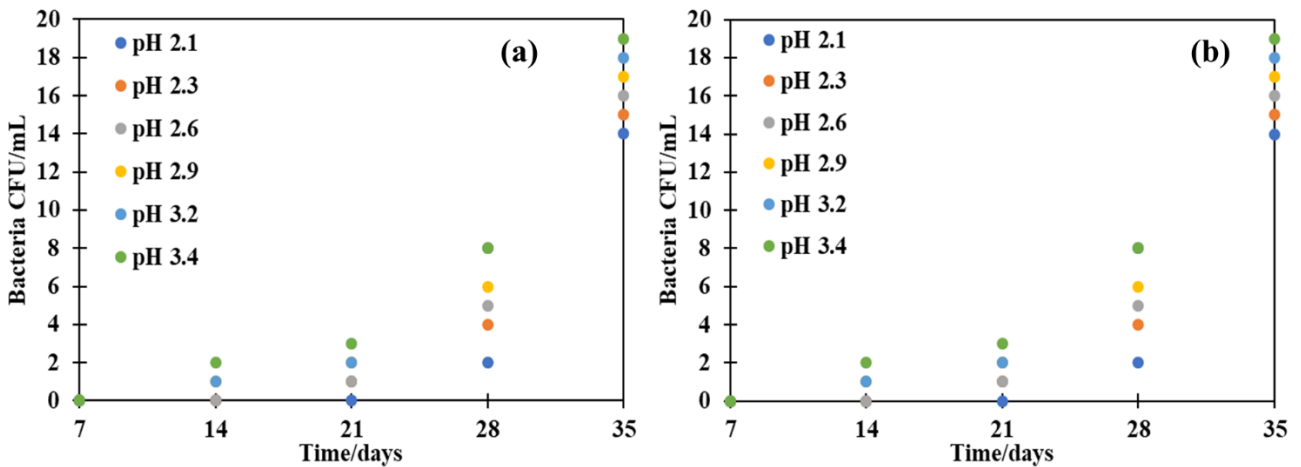 20
18
16
14
12
10
8
6
4
2
0
Bacteria CFU/mL
pH 2.1
pH 2.3
pH 2.6
pH 2.9
pH 3.2
pH 3.4
(a)
7 14 21 28 35
Time/days
20
18
16
14
12
10
8
6
4
2
0
Bacteria CFU/mL
pH 2.1
pH 2.3
pH 2.6
pH 2.9
pH 3.2
pH 3.4
(b)
7 14 21 28 35
Time/days